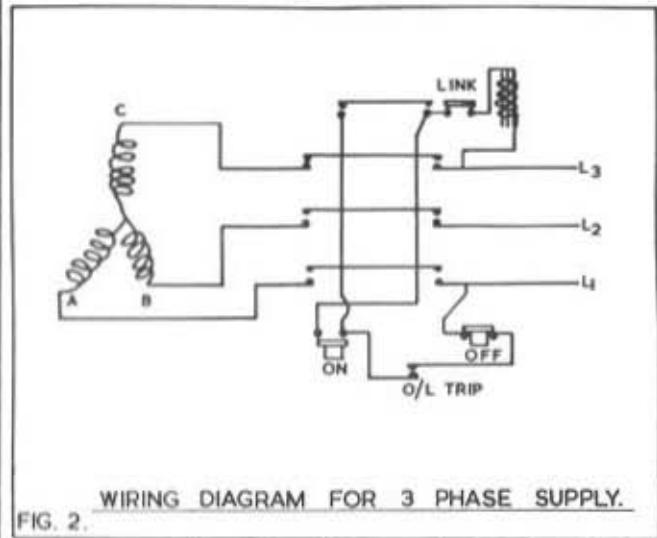 LINK
C
L3
L2
A
B
L1
ON
OFF
O/L TRIP
WIRING DIAGRAM FOR 3 PHASE SUPPLY.
FIG. 2.